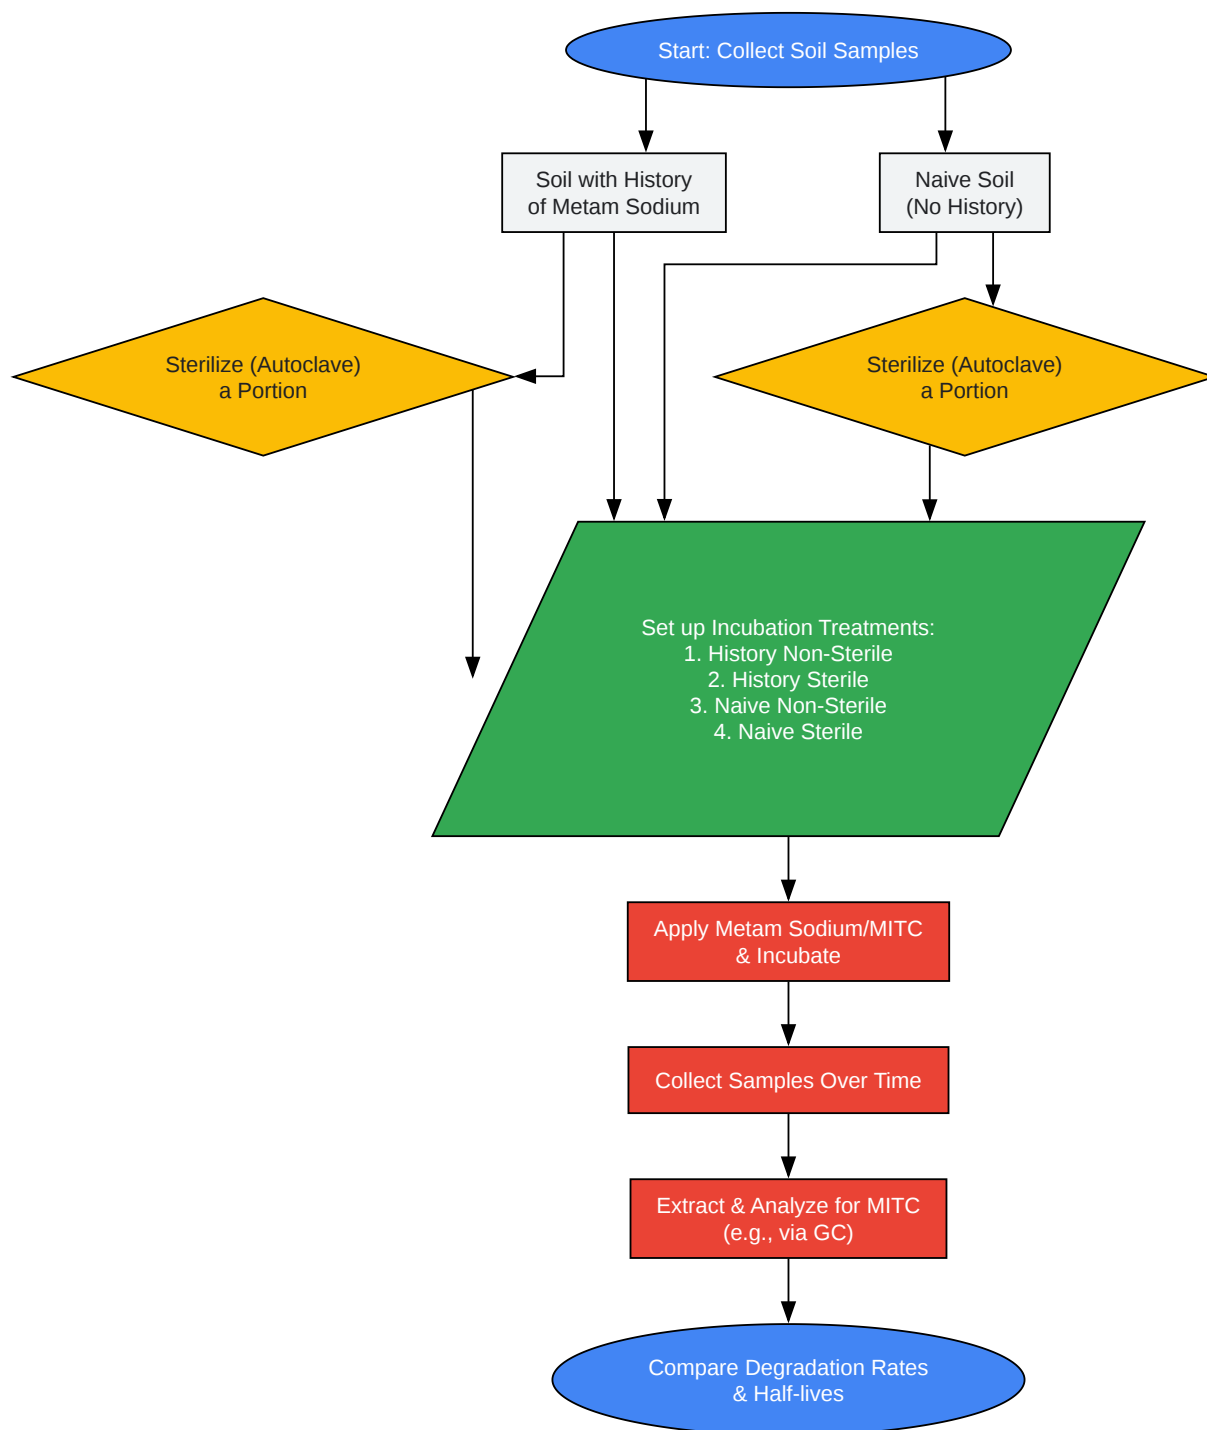 Start: Collect Soil Samples
Soil with History
of Metam Sodium
Naive Soil
(No History)
Sterilize (Autoclave)
a Portion
Sterilize (Autoclave)
a Portion
Set up Incubation Treatments:
1. History Non-Sterile
2. History Sterile
3. Naive Non-Sterile
4. Naive Sterile
Apply Metam Sodium/MITC
& Incubate
Collect Samples Over Time
Extract & Analyze for MITC
(e.g., via GC)
Compare Degradation Rates
& Half-lives